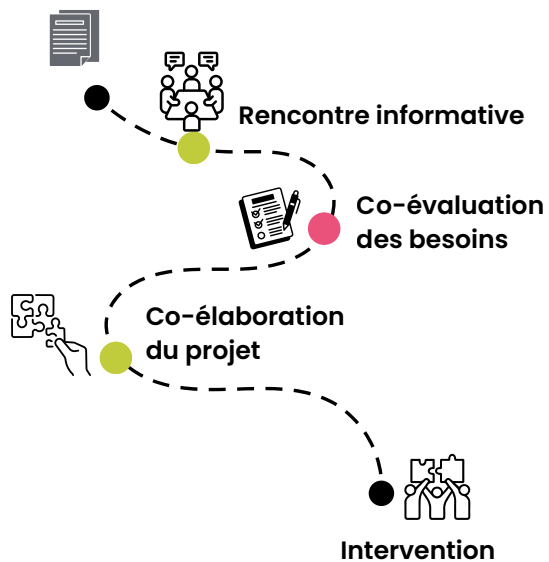 Rencontre informative
Co-évaluation
des besoins
Co-élaboration
du projet
Intervention